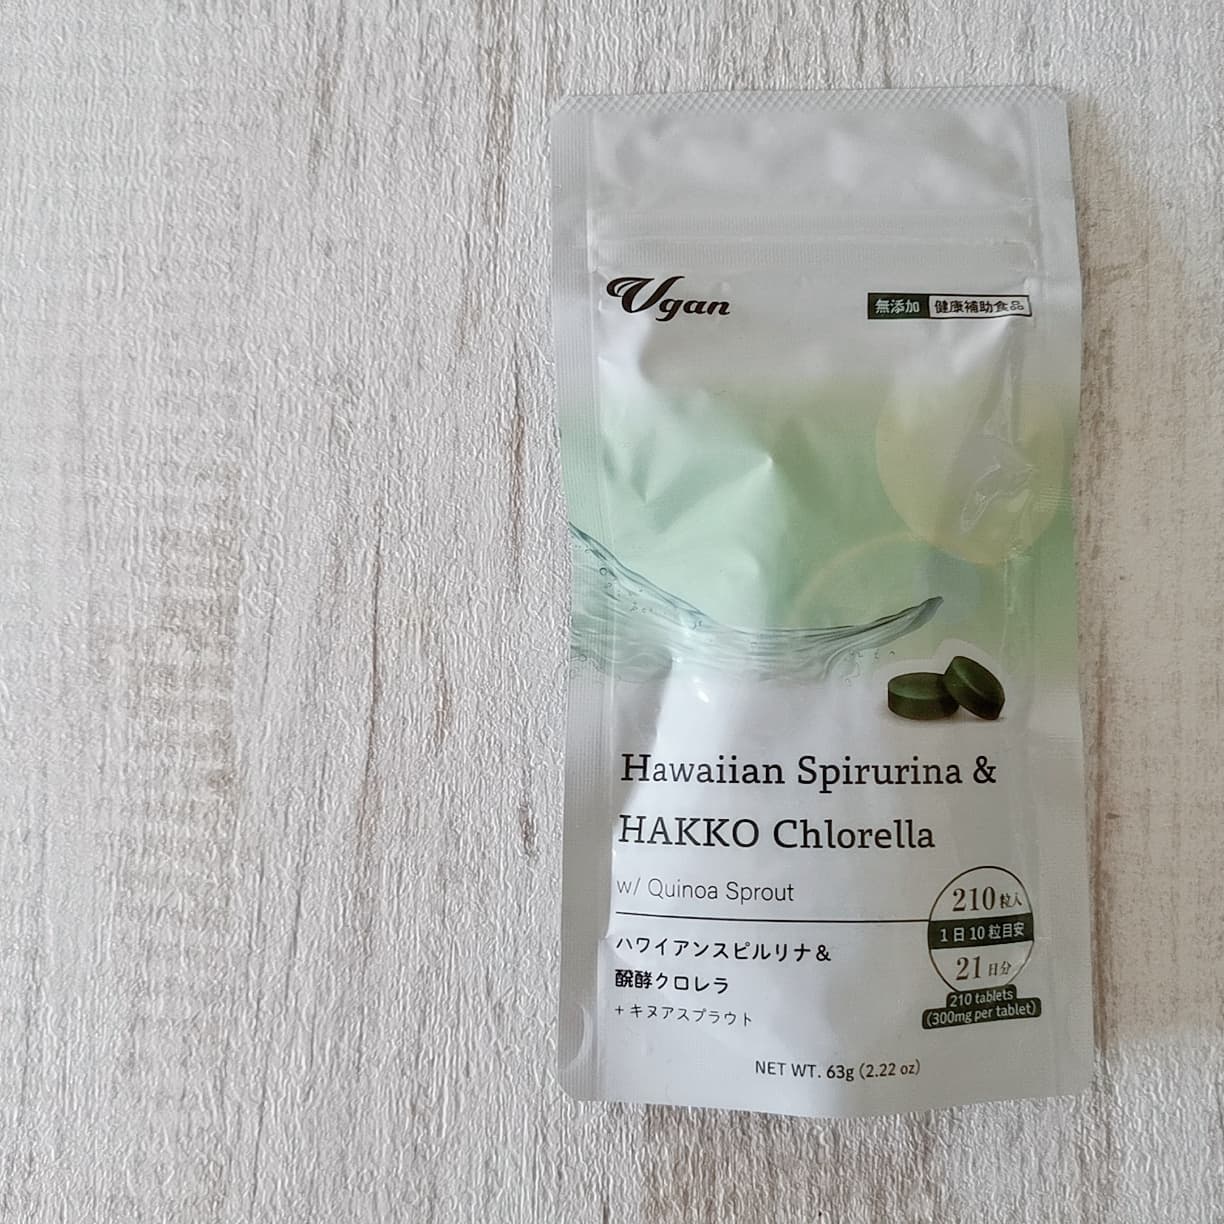 Vgan
無添加 健康補助食品
Hawaiian Spirurina &
HAKKO Chlorella
w/ Quinoa Sprout
ハワイアンスピルリナ&
醗酵クロレラ
+キヌアスプラウト
210粒入
1日10粒目安
21日分
210 tablets
(300mg per tablet)
NET WT. 63g (2.22 oz)